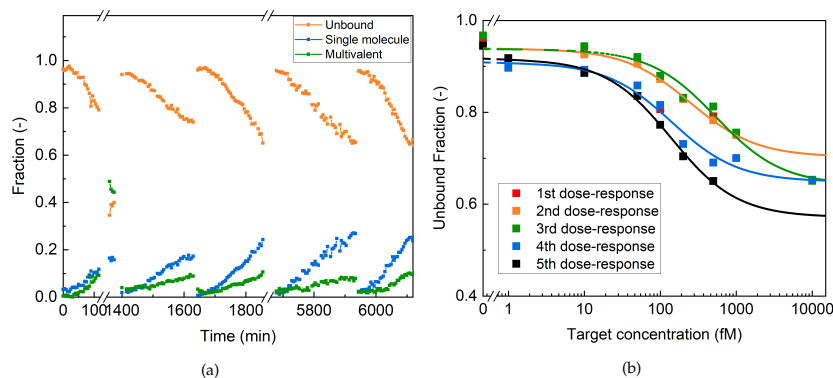 Unbound
Single molecule
Multivalent
Fraction (-)
1.0
0.8
0.6
0.4
0.2
0.0
0 100 1400 1600 1800 5800 6000
Time (min)
(a)
Unbound Fraction (-)
1.0
0.8
0.6
0.4
1st dose-response
2nd dose-response
3rd dose-response
4th dose-response
5th dose-response
0 1 10 100 1000 10000
Target concentration (fM)
(b)